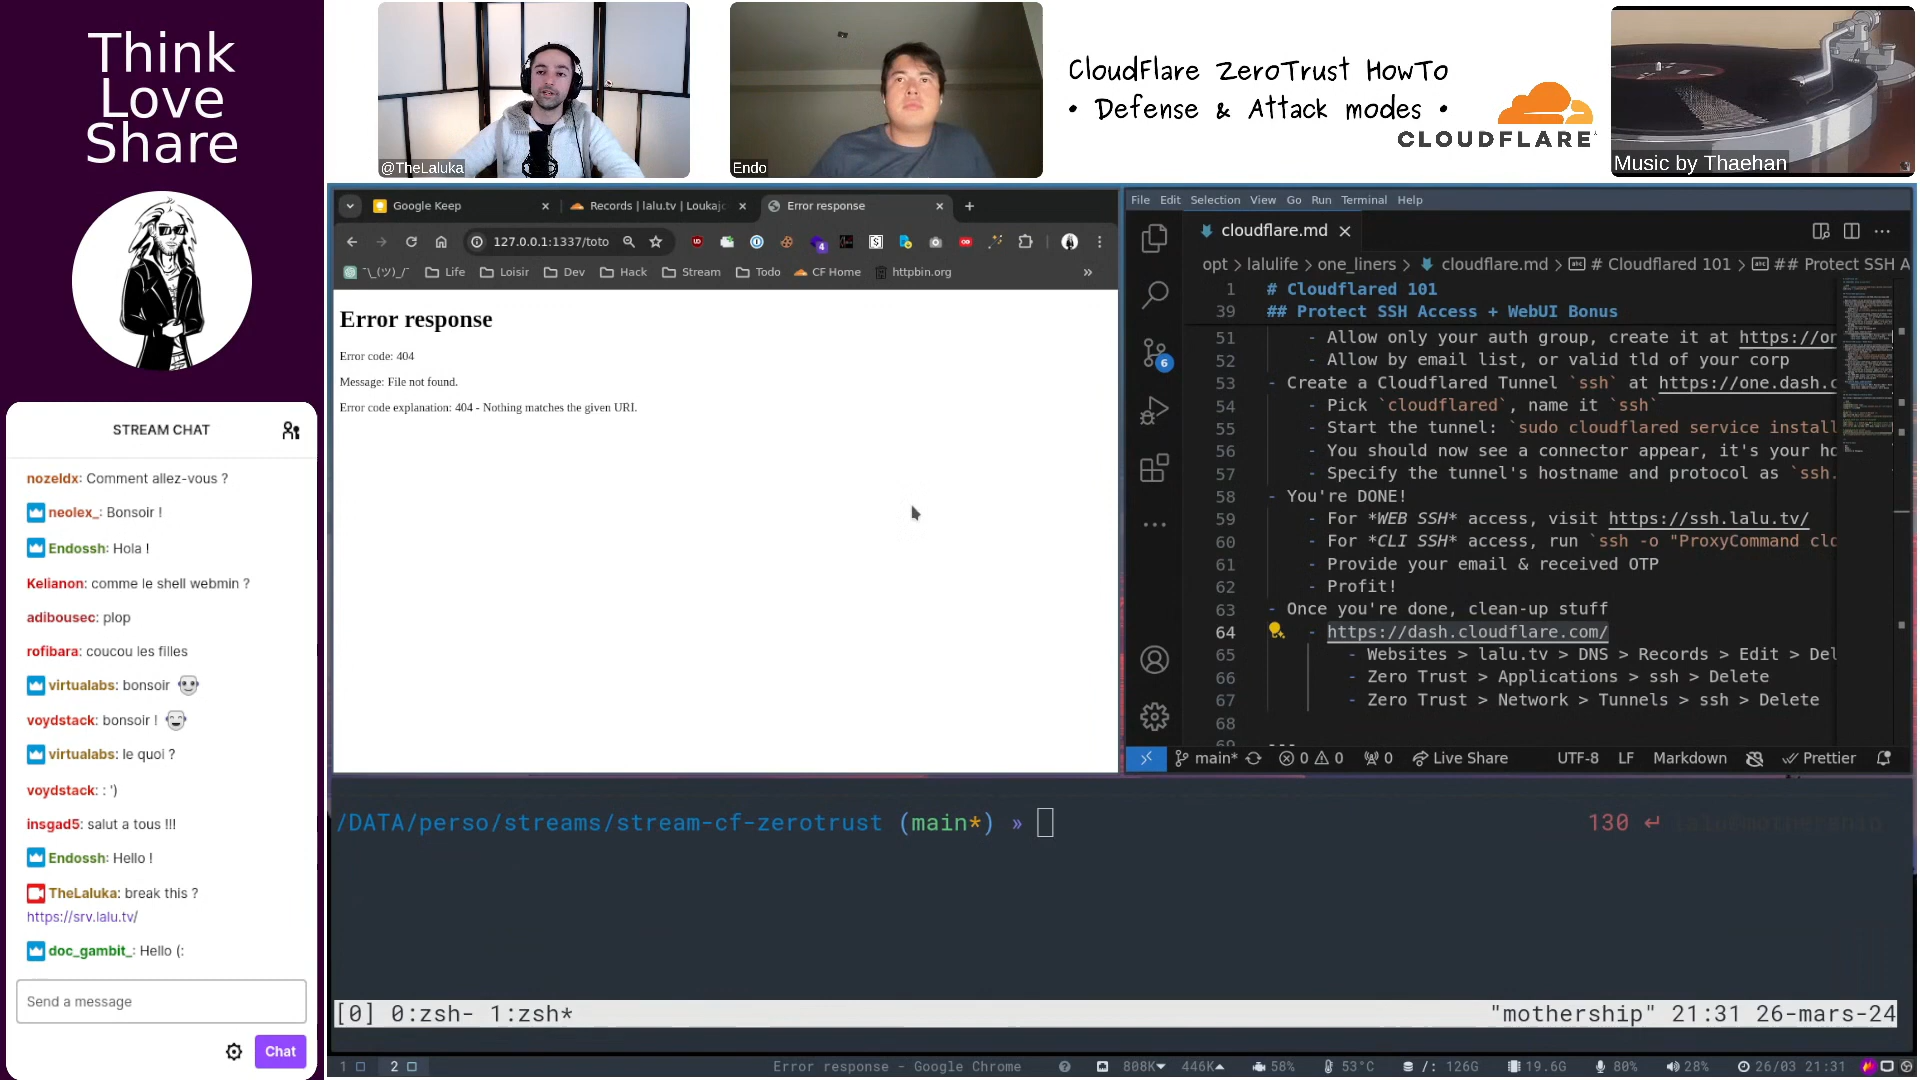 Think
Love
Share
@TheLaluka
Endo
CloudFlare ZeroTrust HowTo
• Defense & Attack modes •
CLOUDFLARE
Music by Thaehan
STREAM CHAT
nozeldx: Comment allez-vous ?
neolex_: Bonsoir !
Endossh: Hola !
Kelianon: comme le shell webmin ?
adibousec: plop
rofibara: coucou les filles
virtualabs: bonsoir
voydstack: bonsoir !
virtualabs: le quoi ?
voydstack: : ')
insgad5: salut a tous !!!
Endossh: Hello !
TheLaluka: break this ?
https://srv.lalu.tv/
doc_gambit_: Hello (:
Send a message
Chat
Google Keep
Records | lalu.tv | Loukajc
Error response
127.0.0.1:1337/toto
¯\_(ツ)_/¯ Life Loisir Dev Hack Stream Todo CF Home httpbin.org »
Error response
Error code: 404
Message: File not found.
Error code explanation: 404 - Nothing matches the given URI.
File Edit Selection View Go Run Terminal Help
cloudflare.md
opt > lalulife > one_liners > cloudflare.md > # Cloudflared 101 > ## Protect SSH A
1 # Cloudflared 101
39 ## Protect SSH Access + WebUI Bonus
51 - Allow only your auth group, create it at https://on
52 - Allow by email list, or valid tld of your corp
53 - Create a Cloudflared Tunnel `ssh` at https://one.dash.c
54 - Pick `cloudflared`, name it `ssh`
55 - Start the tunnel: `sudo cloudflared service install
56 - You should now see a connector appear, it's your ho
57 - Specify the tunnel's hostname and protocol as `ssh.
58 - You're DONE!
59 - For *WEB SSH* access, visit https://ssh.lalu.tv/
60 - For *CLI SSH* access, run `ssh -o "ProxyCommand clo
61 - Provide your email & received OTP
62 - Profit!
63 - Once you're done, clean-up stuff
64 - https://dash.cloudflare.com/
65 - Websites > lalu.tv > DNS > Records > Edit > Del
66 - Zero Trust > Applications > ssh > Delete
67 - Zero Trust > Network > Tunnels > ssh > Delete
68
6
main* 0 0 0 Live Share UTF-8 LF Markdown Prettier
/DATA/perso/streams/stream-cf-zerotrust (main*) » 130 ↵ lalu@mothership
[0] 0:zsh- 1:zsh* "mothership" 21:31 26-mars-24
1 2 Error response - Google Chrome 808K 446K 58% 53°C /: 126G 19.6G 80% 28% 26/03 21:31